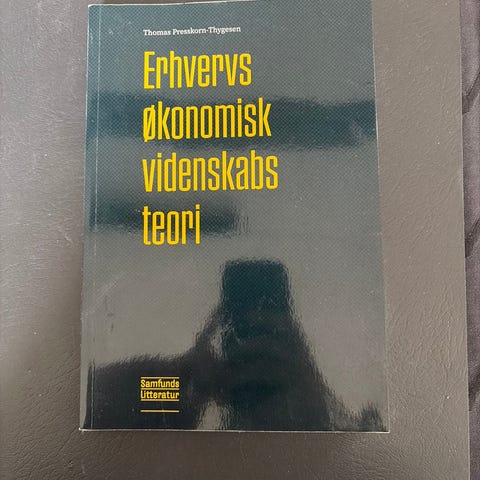 Thomas Presskorn-Thygesen
Erhvervs
økonomisk
videnskabs
teori
Samfunds
Litteratur